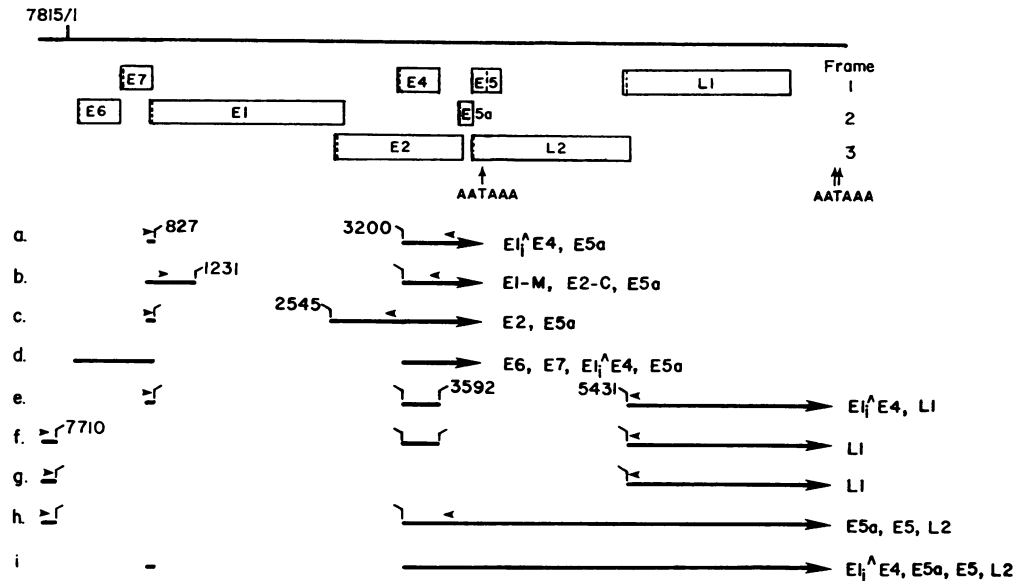 7815/1
Frame
E7 E4 E5 L1 1
E6 E1 E5a 2
E2 L2 3
AATAAA AATAAA
a. 827 3200 E1i^E4, E5a
b. 1231 E1-M, E2-C, E5a
c. 2545 E2, E5a
d. E6, E7, E1i^E4, E5a
e. 3592 5431 E1i^E4, L1
f. 7710 L1
g. L1
h. E5a, E5, L2
i E1i^E4, E5a, E5, L2